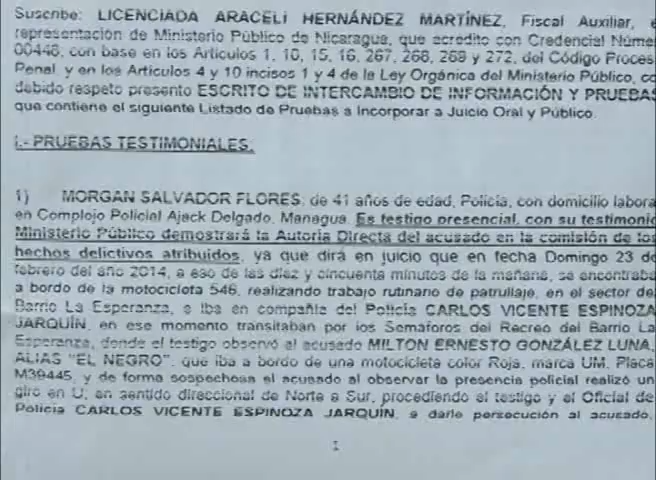 Suscribe: LICENCIADA ARACELI HERNÁNDEZ MARTÍNEZ, Fiscal Auxiliar, e
representación de Ministerio Público de Nicaragua, que acredito con Credencial Núme
00448, con base en los Artículos 1, 10, 15, 16, 267, 268, 269 y 272, del Código Proces
Penal, y en los Artículos 4 y 10 incisos 1 y 4 de la Ley Orgánica del Ministerio Público, co
debido respeto presento ESCRITO DE INTERCAMBIO DE INFORMACIÓN Y PRUEBAS
que contiene el siguiente Listado de Pruebas a Incorporar a Juicio Oral y Público.
I.- PRUEBAS TESTIMONIALES.
1) MORGAN SALVADOR FLORES, de 41 años de edad, Policía, con domicilio labora
en Complejo Policial Ajack Delgado, Managua. Es testigo presencial, con su testimonio
Ministerio Público demostrará la Autoría Directa del acusado en la comisión de los
hechos delictivos atribuidos, ya que dirá en juicio que en fecha Domingo 23 de
febrero del año 2014, a eso de las diez y cincuenta minutos de la mañana, se encontraba
a bordo de la motocicleta 546, realizando trabajo rutinario de patrullaje, en el sector del
Barrio La Esperanza, e iba en compañía del Policía CARLOS VICENTE ESPINOZA
JARQUÍN, en ese momento transitaban por los Semáforos del Recreo del Barrio La
Esperanza, donde el testigo observó al acusado MILTON ERNESTO GONZÁLEZ LUNA,
ALIAS "EL NEGRO", que iba a bordo de una motocicleta color Roja, marca UM, Placa
M39445, y de forma sospechosa el acusado al observar la presencia policial realizó un
giro en U, en sentido direccional de Norte a Sur, procediendo el testigo y el Oficial de
Policía CARLOS VICENTE ESPINOZA JARQUÍN, a darle persecución al acusado,